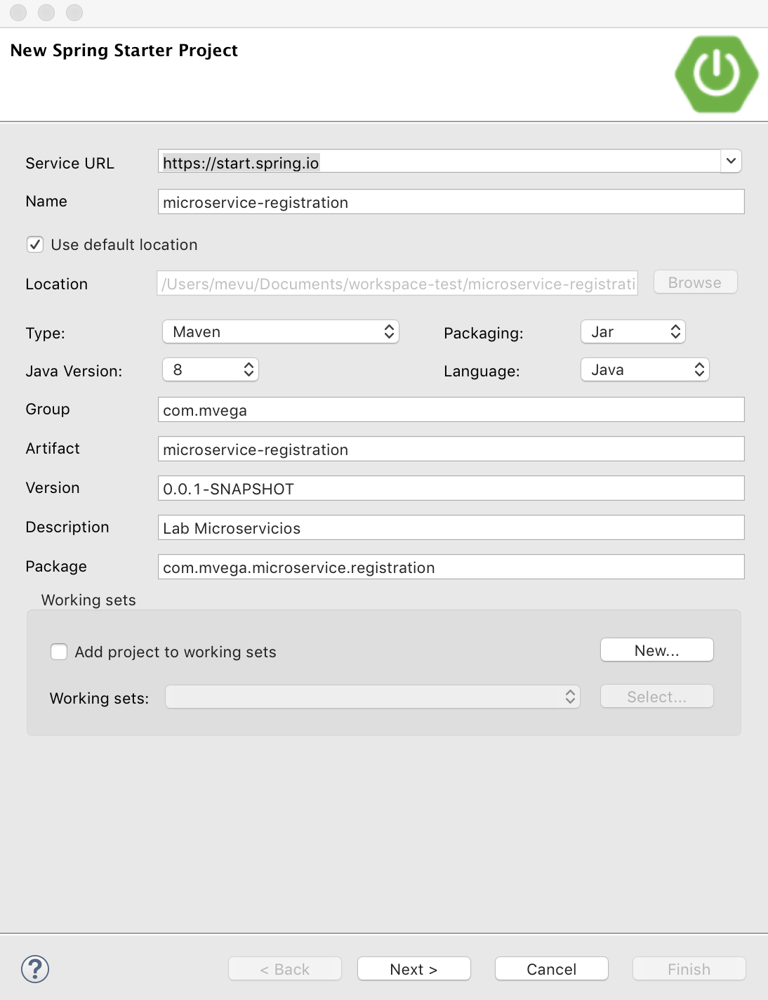 New Spring Starter Project
Service URL https://start.spring.io
Name microservice-registration
Use default location
Location /Users/mevu/Documents/workspace-test/microservice-registrati Browse
Type: Maven Packaging: Jar
Java Version: 8 Language: Java
Group com.mvega
Artifact microservice-registration
Version 0.0.1-SNAPSHOT
Description Lab Microservicios
Package com.mvega.microservice.registration
Working sets
Add project to working sets New...
Working sets: Select...
? < Back Next > Cancel Finish